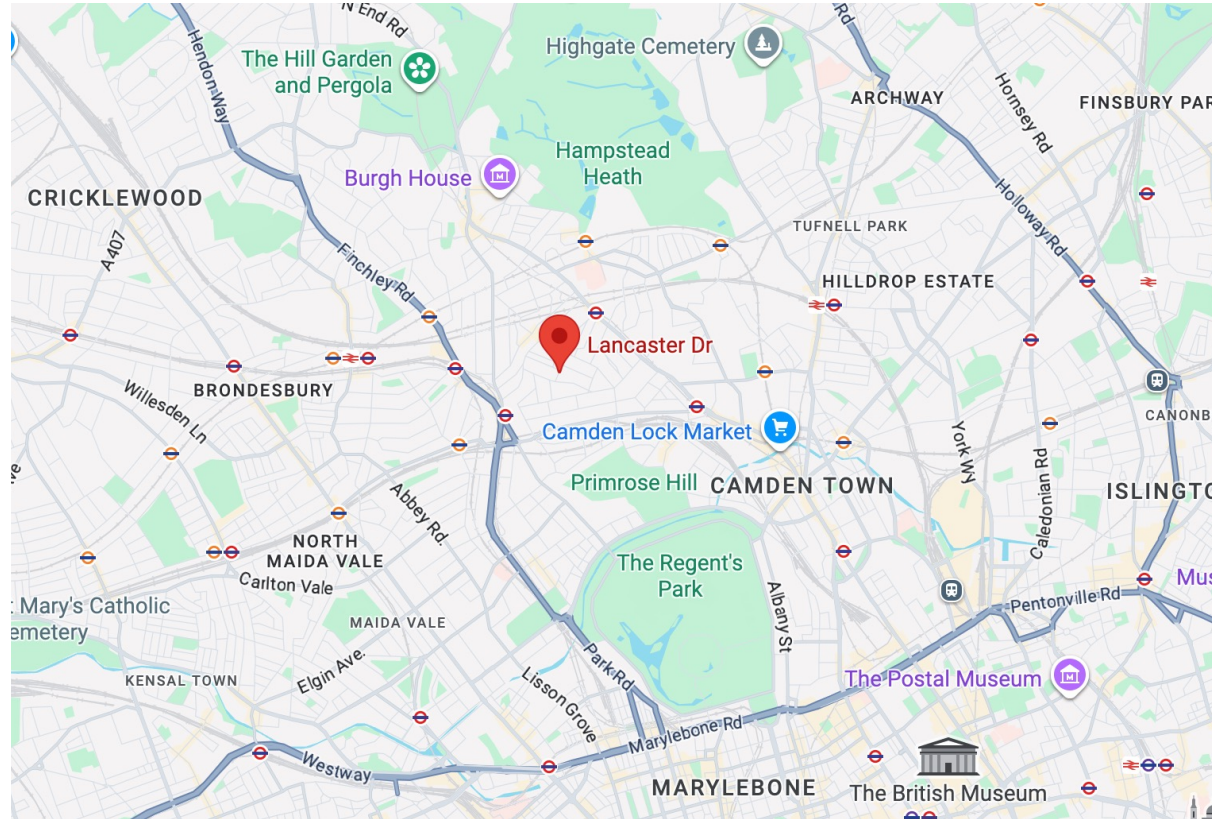 N End Rd
Rd
Hendon Way
The Hill Garden
and Pergola
Highgate Cemetery
ARCHWAY
Hornsey Rd
FINSBURY PAR
Hampstead
Heath
Burgh House
CRICKLEWOOD
A407
Holloway Rd
TUFNELL PARK
Finchley Rd
HILLDROP ESTATE
Lancaster Dr
BRONDESBURY
Willesden Ln
CANONB
Camden Lock Market
York Wy
Caledonian Rd
Primrose Hill
CAMDEN TOWN
ISLINGTO
Abbey Rd.
NORTH
MAIDA VALE
Carlton Vale
The Regent's
Park
Albany St
Mus
Pentonville Rd
Mary's Catholic
emetery
MAIDA VALE
Elgin Ave.
Park Rd
KENSAL TOWN
Lisson Grove
The Postal Museum
Marylebone Rd
Westway
MARYLEBONE
The British Museum